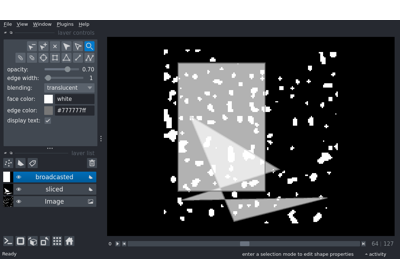 File View Window Plugins Help
layer controls
opacity: 0.70
edge width: 1
blending: translucent
face color: white
edge color: #777777ff
display text:
layer list
broadcasted
sliced
Image
0 64 127
Ready enter a selection mode to edit shape properties activity